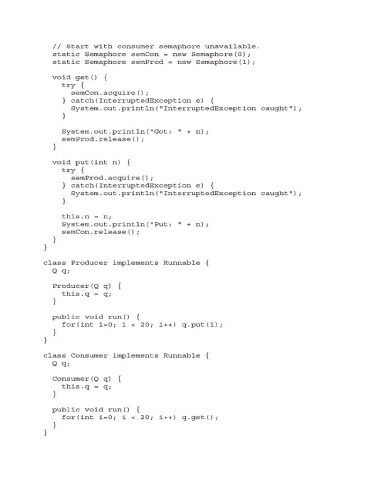 // Start with consumer semaphore unavailable.
static Semaphore semCon = new Semaphore(0);
static Semaphore semProd = new Semaphore(1);

void get() {
try {
semCon.acquire();
} catch(InterruptedException e) {
System.out.println("InterruptedException caught");
}

System.out.println("Got: " + n);
semProd.release();
}

void put(int n) {
try {
semProd.acquire();
} catch(InterruptedException e) {
System.out.println("InterruptedException caught");
}

this.n = n;
System.out.println("Put: " + n);
semCon.release();
}
}

class Producer implements Runnable {
Q q;

Producer(Q q) {
this.q = q;
}

public void run() {
for(int i=0; i < 20; i++) q.put(i);
}
}

class Consumer implements Runnable {
Q q;

Consumer(Q q) {
this.q = q;
}

public void run() {
for(int i=0; i < 20; i++) q.get();
}
}